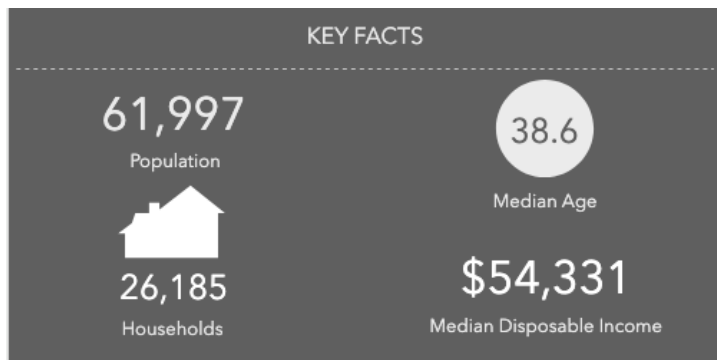 KEY FACTS
61,997
Population
26,185
Households
38.6
Median Age
$54,331
Median Disposable Income